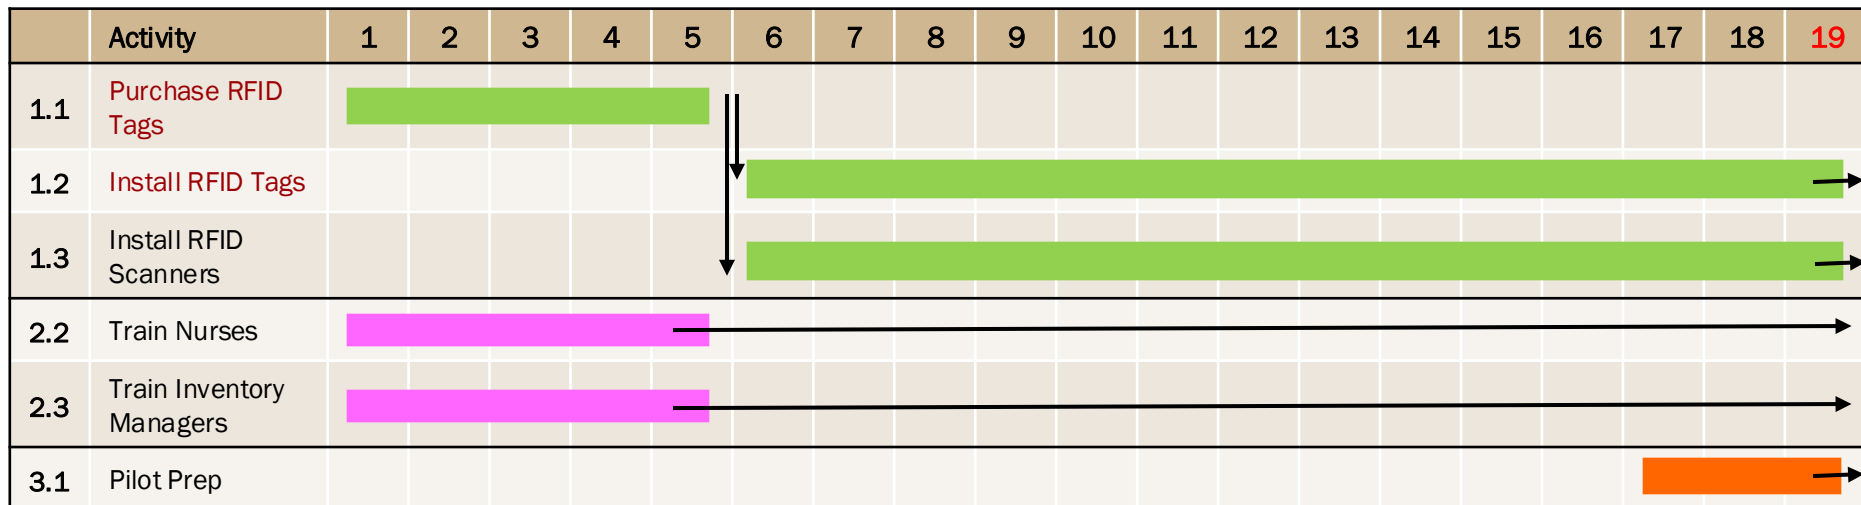 Activity 1 2 3 4 5 6 7 8 9 10 11 12 13 14 15 16 17 18 19
1.1 Purchase RFID
Tags
1.2 Install RFID Tags
1.3 Install RFID
Scanners
2.2 Train Nurses
2.3 Train Inventory
Managers
3.1 Pilot Prep